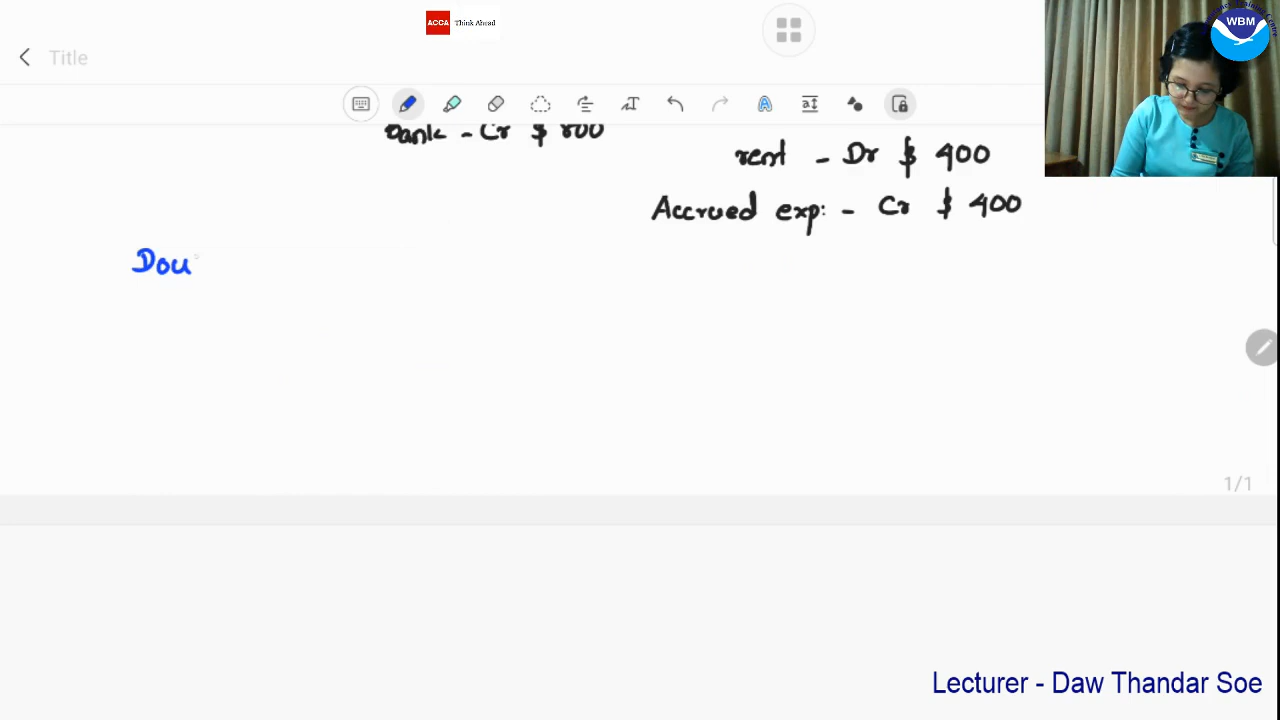 ACCA Think Ahead
WBM
Title
bank - Cr $ 800
rent - Dr $ 400
Accrued exp: - Cr $ 400
Dou
1/1
Lecturer - Daw Thandar Soe